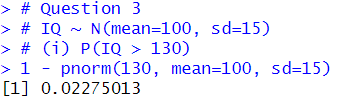 > # Question 3
> # IQ ~ N(mean=100, sd=15)
> # (i) P(IQ > 130)
> 1 - pnorm(130, mean=100, sd=15)
[1] 0.02275013